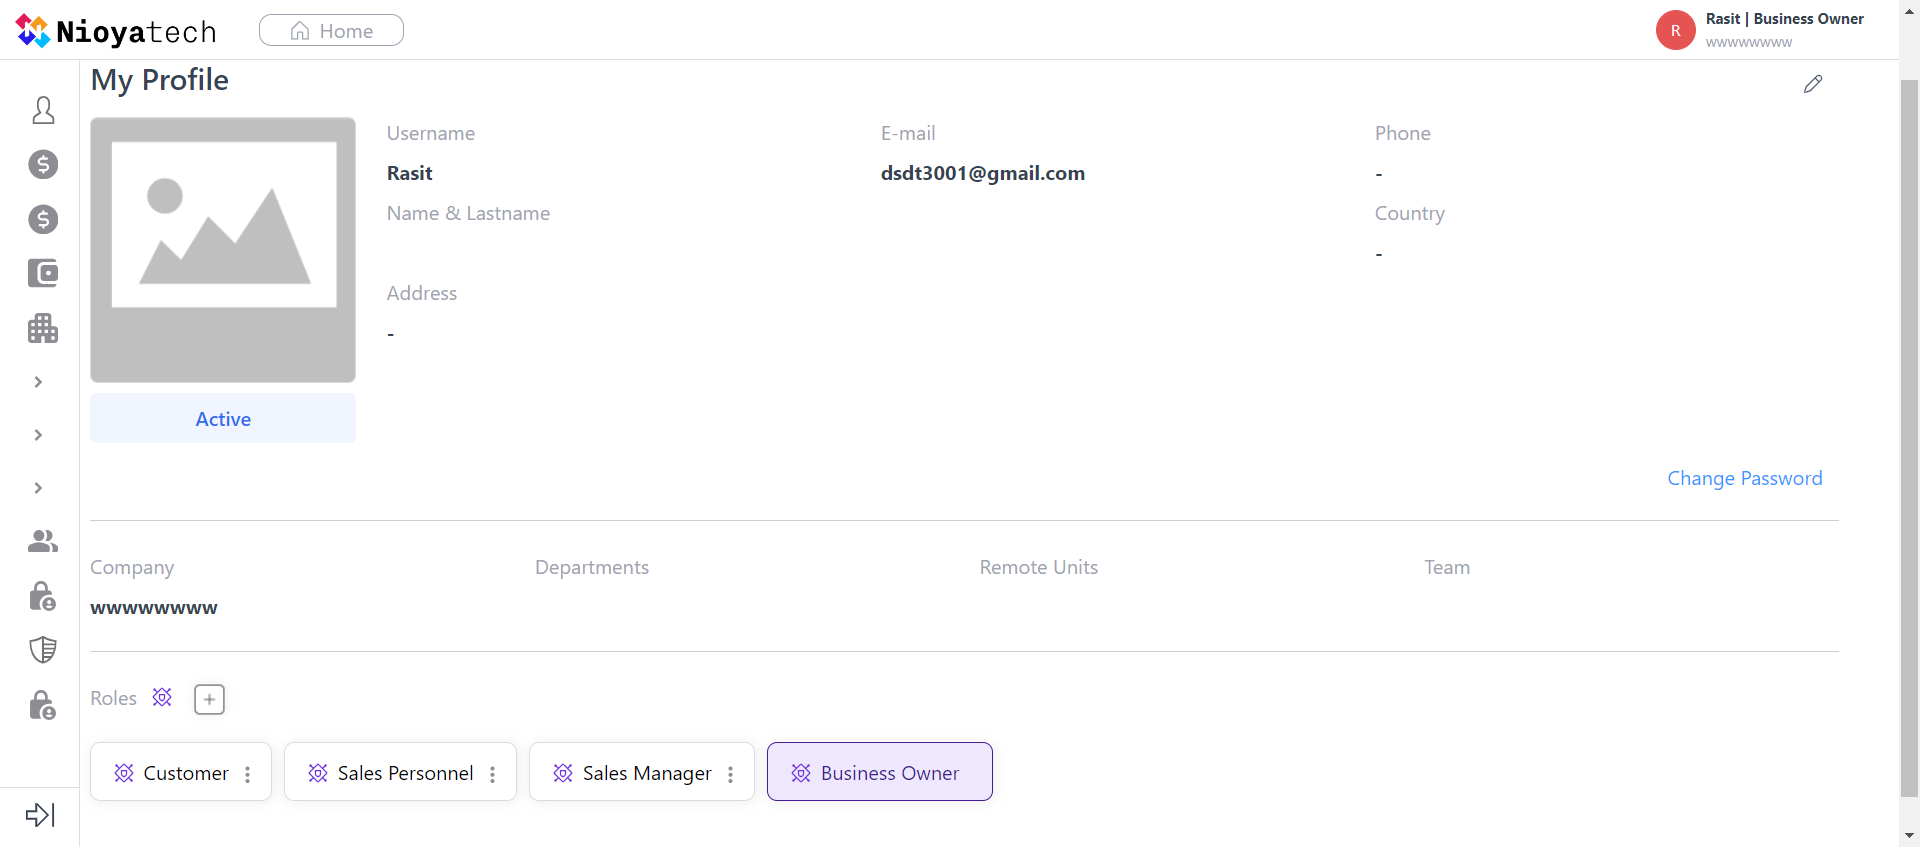 Nioyatech
Home
R
Rasit | Business Owner
wwwwwwww
My Profile
Username
E-mail
Phone
Rasit
dsdt3001@gmail.com
-
Name & Lastname
Country
-
Address
-
Active
Change Password
Company
Departments
Remote Units
Team
wwwwwwww
Roles
Customer
Sales Personnel
Sales Manager
Business Owner